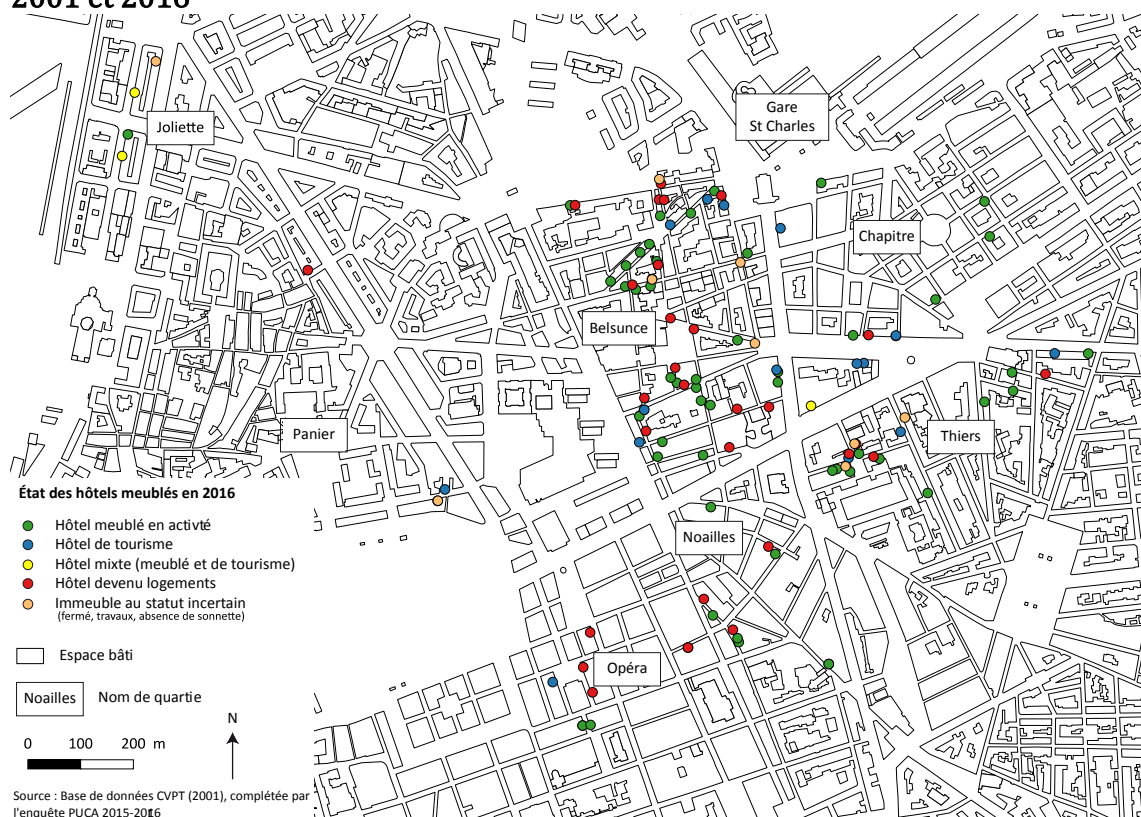 2001 et 2016
Gare
St Charles
Joliette
Chapitre
Belsunce
Panier
Thiers
Noailles
Opéra
État des hôtels meublés en 2016
Hôtel meublé en activté
Hôtel de tourisme
Hôtel mixte (meublé et de tourisme)
Hôtel devenu logements
Immeuble au statut incertain
(fermé, travaux, absence de sonnette)
Espace bâti
Noailles Nom de quartie
N
0 100 200 m
Source : Base de données CVPT (2001), complétée par
l'enquête PUCA 2015-2016